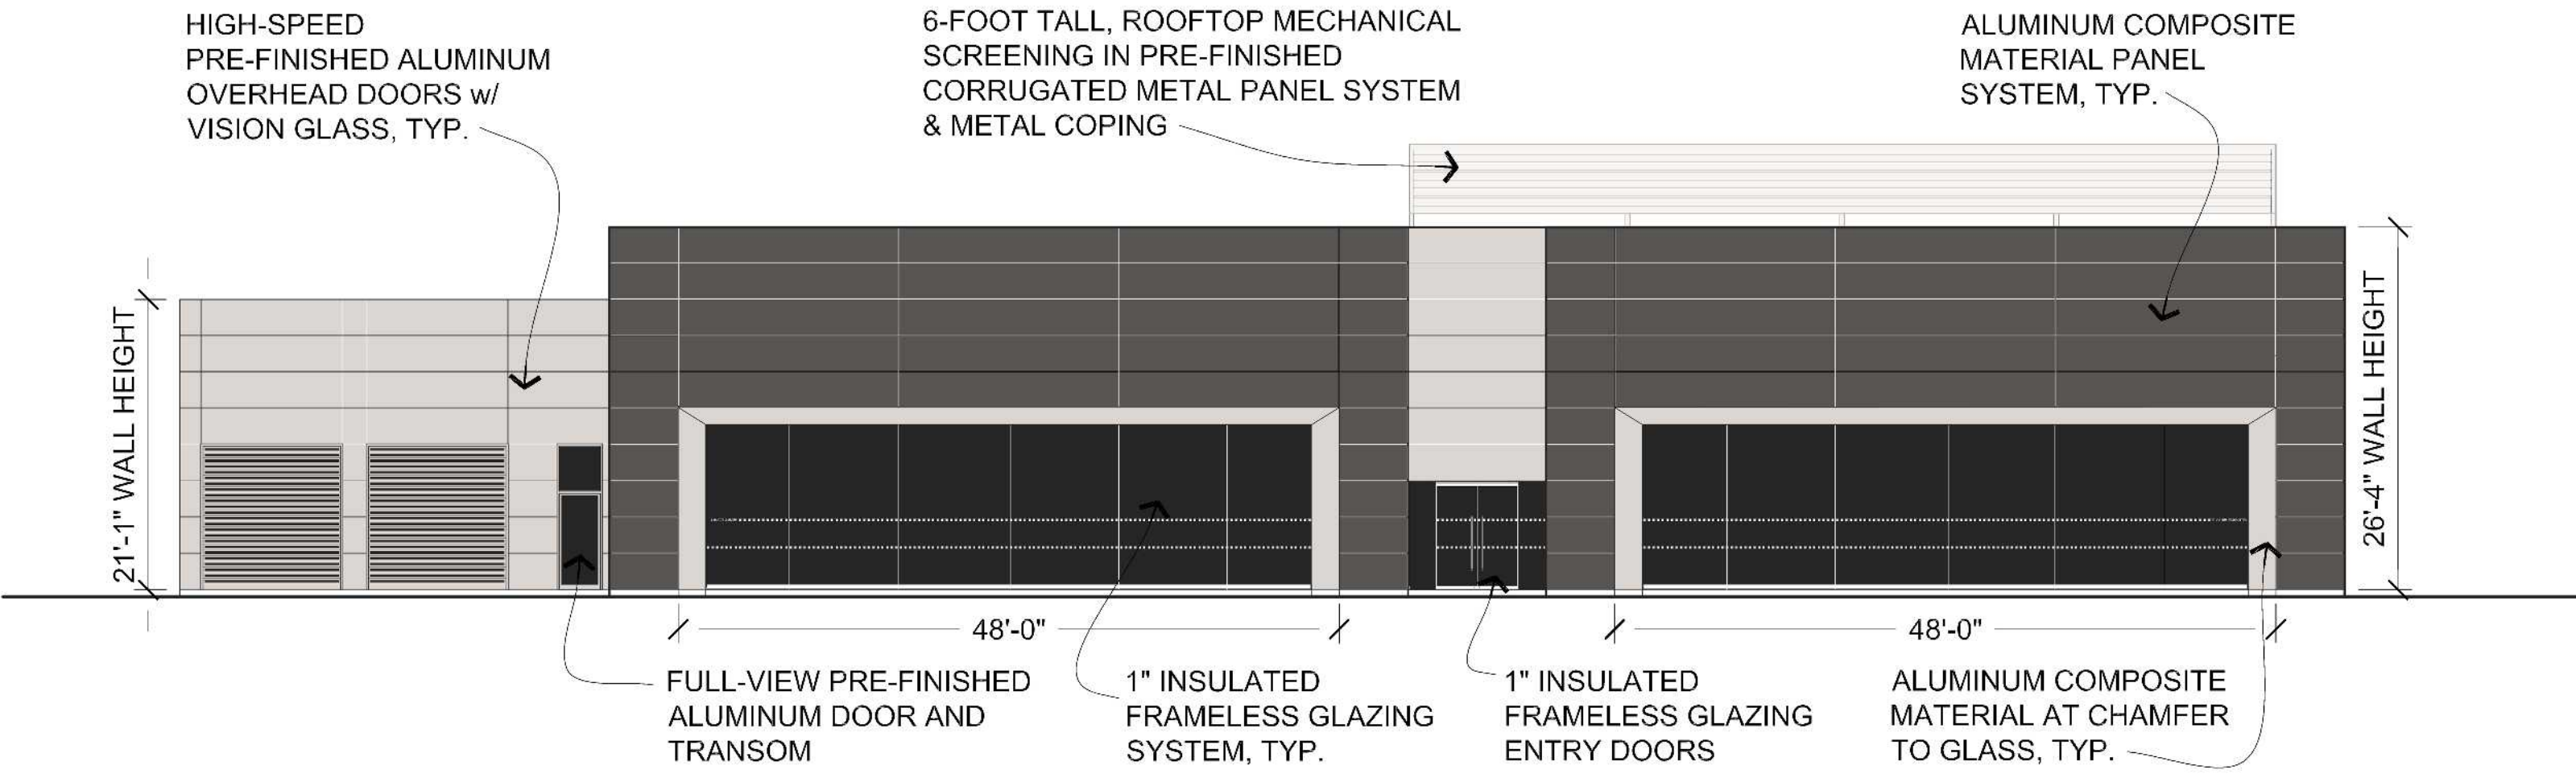 HIGH-SPEED
PRE-FINISHED ALUMINUM
OVERHEAD DOORS w/
VISION GLASS, TYP.
6-FOOT TALL, ROOFTOP MECHANICAL
SCREENING IN PRE-FINISHED
CORRUGATED METAL PANEL SYSTEM
& METAL COPING
ALUMINUM COMPOSITE
MATERIAL PANEL
SYSTEM, TYP.
21'-1" WALL HEIGHT
26'-4" WALL HEIGHT
48'-0"
48'-0"
FULL-VIEW PRE-FINISHED
ALUMINUM DOOR AND
TRANSOM
1" INSULATED
FRAMELESS GLAZING
SYSTEM, TYP.
1" INSULATED
FRAMELESS GLAZING
ENTRY DOORS
ALUMINUM COMPOSITE
MATERIAL AT CHAMFER
TO GLASS, TYP.